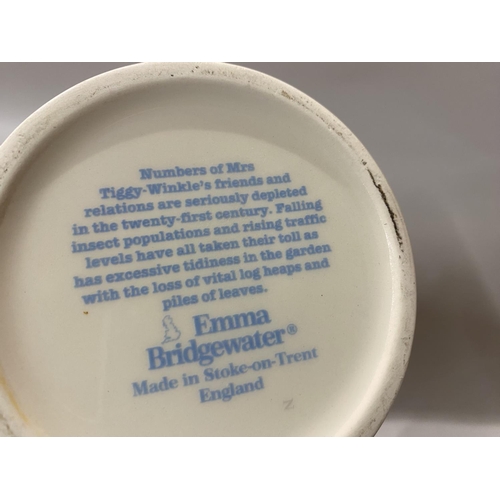 Numbers of Mrs
Tiggy-Winkle's friends and
relations are seriously depleted
in the twenty-first century. Falling
insect populations and rising traffic
levels have all taken their toll as
has excessive tidiness in the garden
with the loss of vital log heaps and
piles of leaves.
Emma
Bridgewater®
Made in Stoke-on-Trent
England